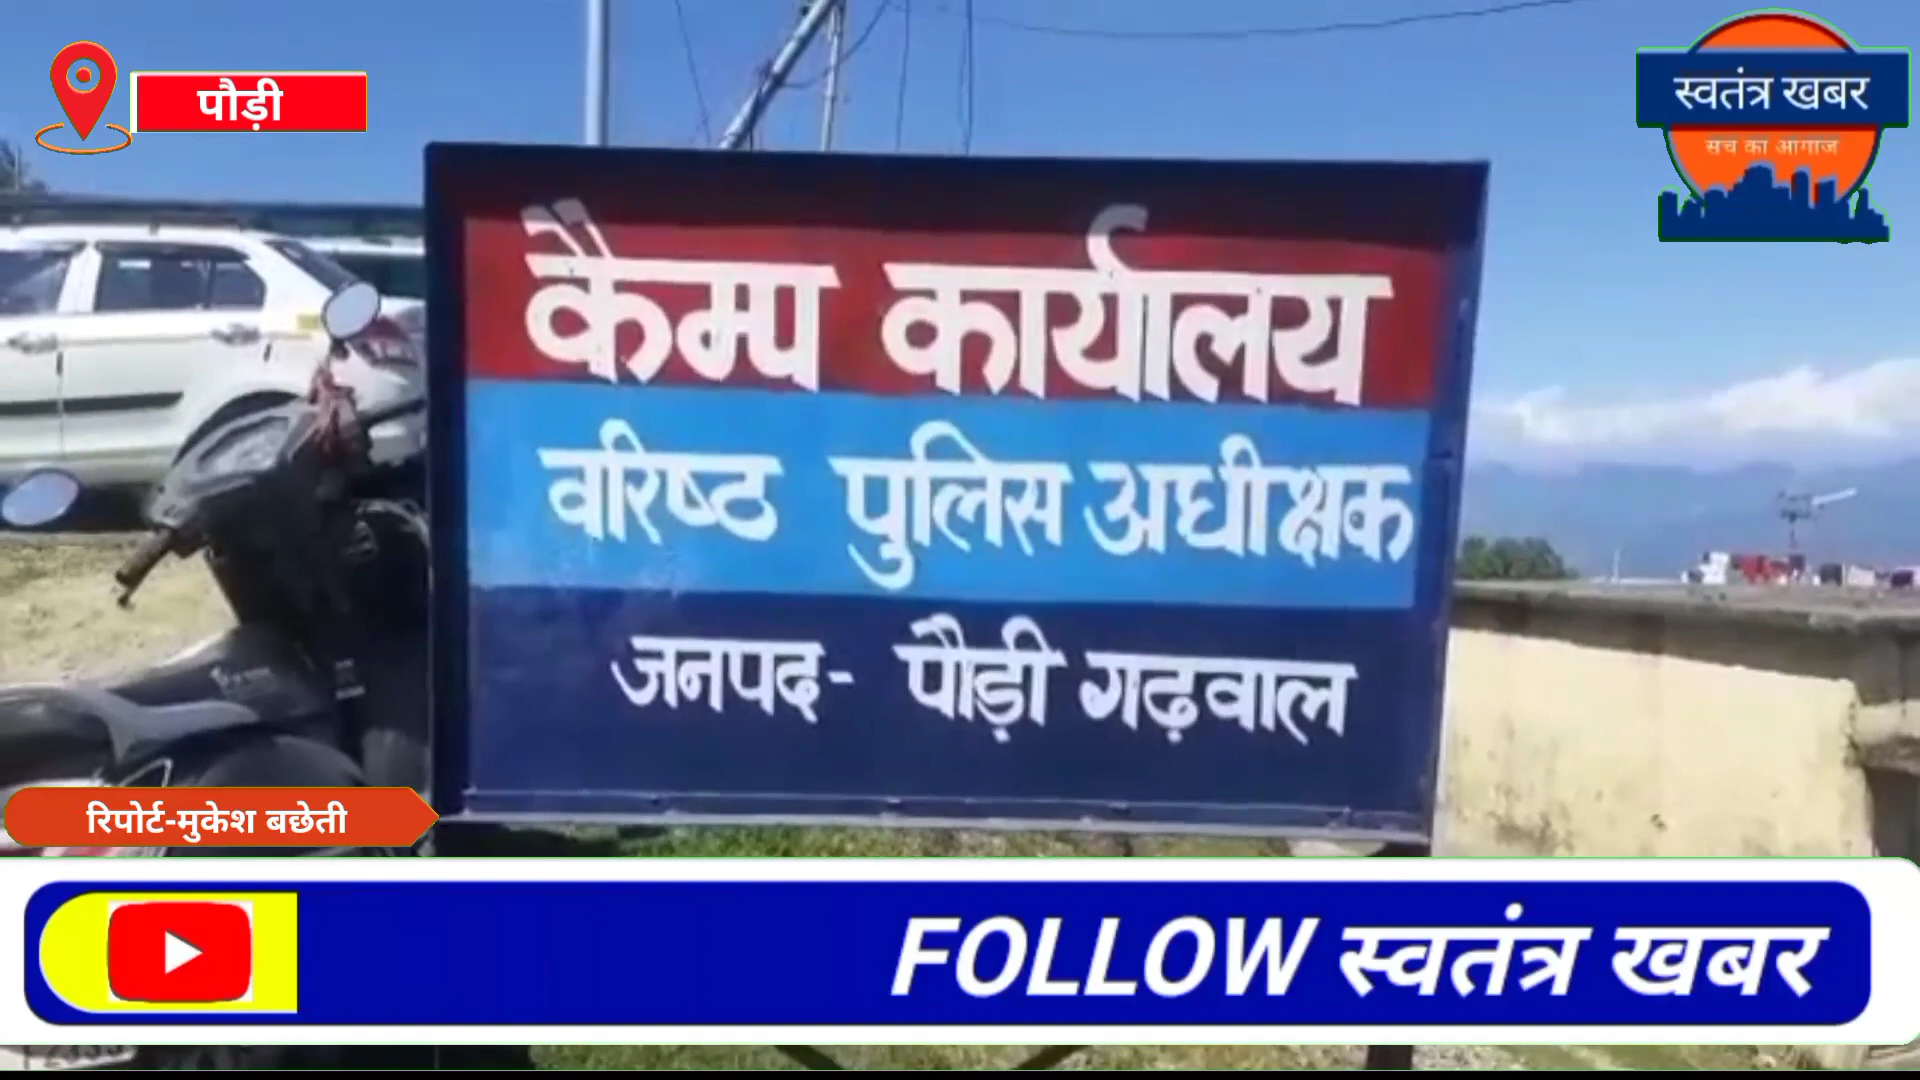 पौड़ी
स्वतंत्र खबर
सच का आगाज
कैम्प कार्यालय
वरिष्ठ पुलिस अधीक्षक
जनपद- पौड़ी गढ़वाल
रिपोर्ट-मुकेश बछेती
FOLLOW स्वतंत्र खबर